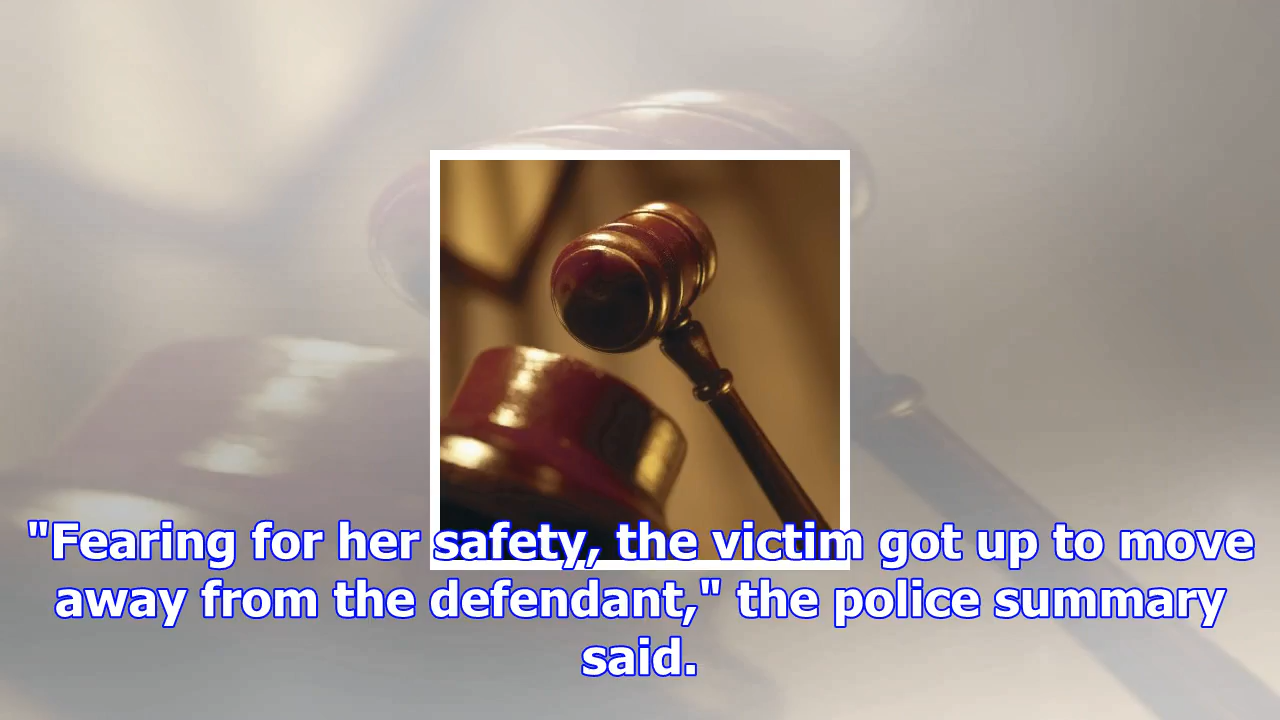 "Fearing for her safety, the victim got up to move
away from the defendant," the police summary
said.